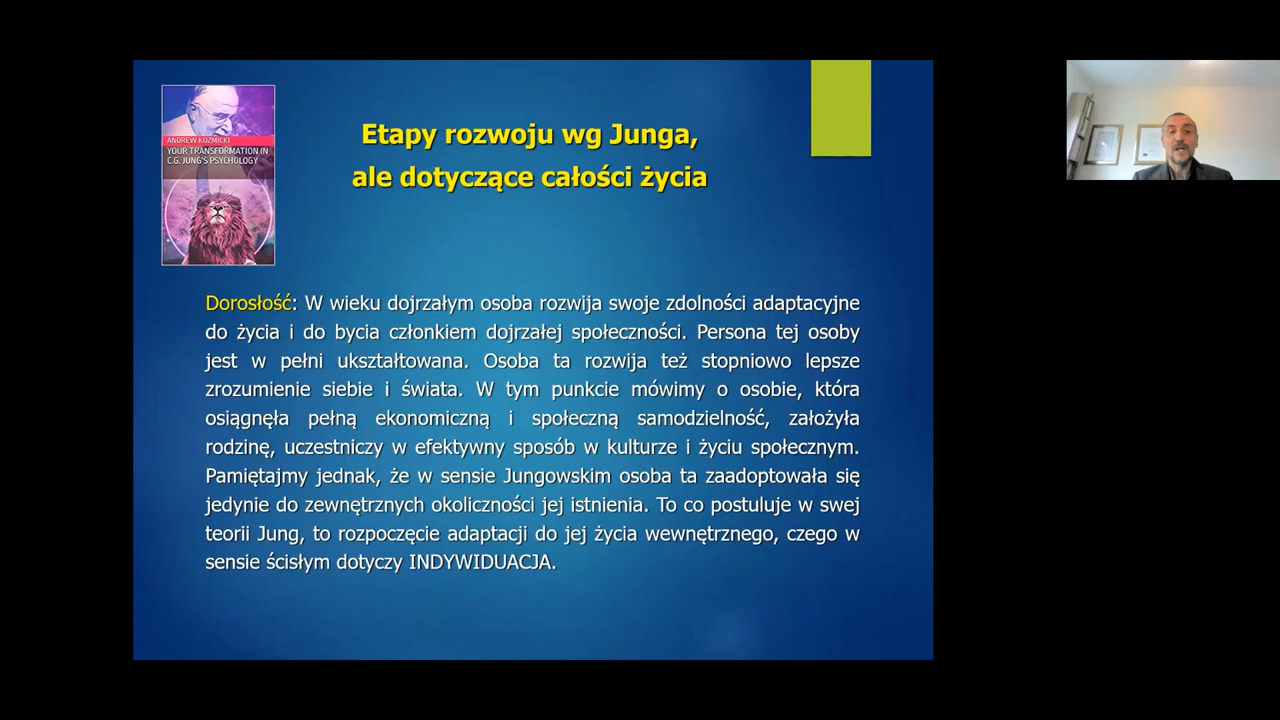 ANDREW KUZMICKI
YOUR TRANSFORMATION IN
C.G. JUNG'S PSYCHOLOGY
Etapy rozwoju wg Junga,
ale dotyczące całości życia
Dorosłość: W wieku dojrzałym osoba rozwija swoje zdolności adaptacyjne
do życia i do bycia członkiem dojrzałej społeczności. Persona tej osoby
jest w pełni ukształtowana. Osoba ta rozwija też stopniowo lepsze
zrozumienie siebie i świata. W tym punkcie mówimy o osobie, która
osiągnęła pełną ekonomiczną i społeczną samodzielność, założyła
rodzinę, uczestniczy w efektywny sposób w kulturze i życiu społecznym.
Pamiętajmy jednak, że w sensie Jungowskim osoba ta zaadoptowała się
jedynie do zewnętrznych okoliczności jej istnienia. To co postuluje w swej
teorii Jung, to rozpoczęcie adaptacji do jej życia wewnętrznego, czego w
sensie ścisłym dotyczy INDYWIDUACJA.